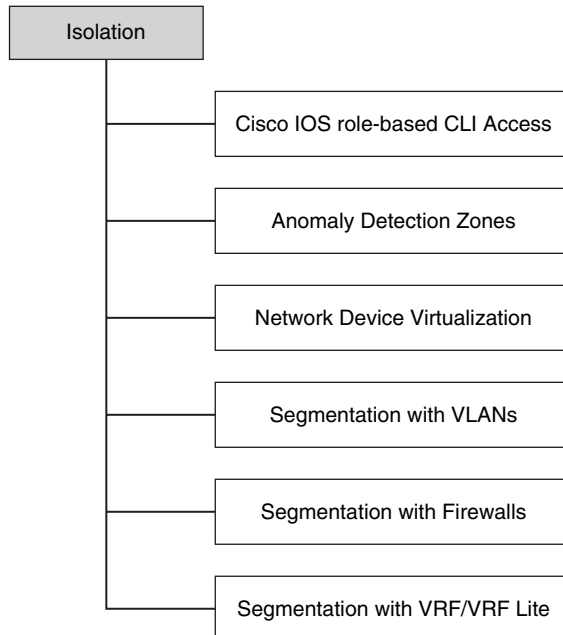 Isolation
Cisco IOS role-based CLI Access
Anomaly Detection Zones
Network Device Virtualization
Segmentation with VLANs
Segmentation with Firewalls
Segmentation with VRF/VRF Lite